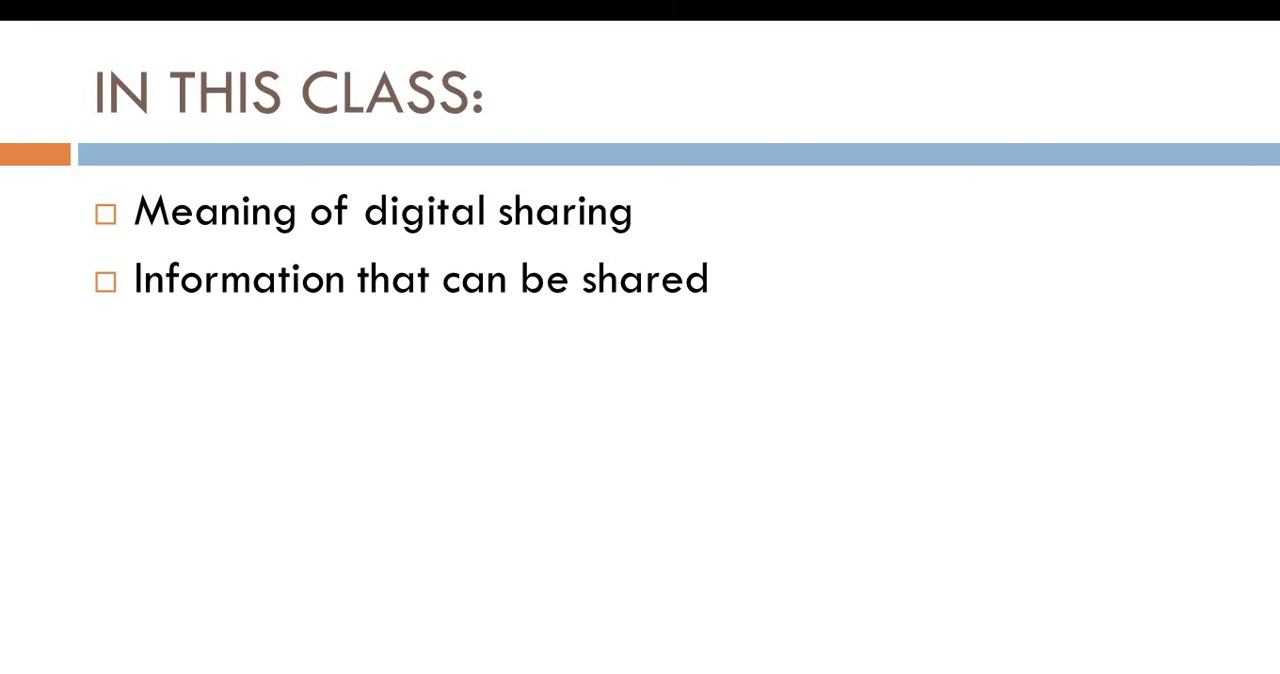 IN THIS CLASS:
Meaning of digital sharing
Information that can be shared